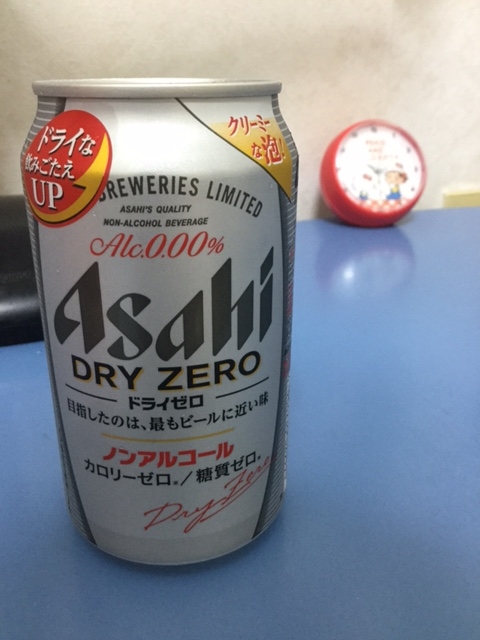 ドライな
飲みごたえ
UP
クリーミー
な泡!
BREWERIES LIMITED
ASAHI'S QUALITY
NON-ALCOHOL BEVERAGE
Alc.0.00%
Asahi
DRY ZERO
ドライゼロ
目指したのは、最もビールに近い味
ノンアルコール
カロリーゼロ※/糖質ゼロ※
Dry Zero